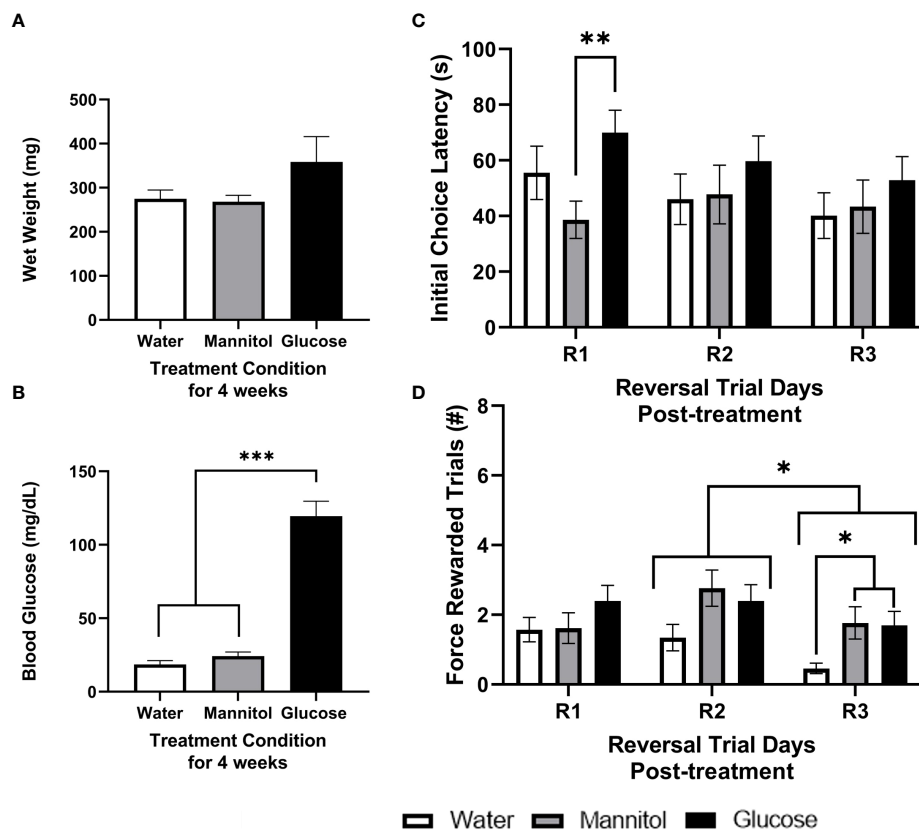 A
500
400
300
200
100
0
Wet Weight (mg)
Water Mannitol Glucose
Treatment Condition
for 4 weeks
B
150
100
50
0
Blood Glucose (mg/dL)
***
Water Mannitol Glucose
Treatment Condition
for 4 weeks
C
100
80
60
40
20
0
Initial Choice Latency (s)
**
R1 R2 R3
Reversal Trial Days
Post-treatment
D
8
6
4
2
0
Force Rewarded Trials (#)
*
*
R1 R2 R3
Reversal Trial Days
Post-treatment
Water Mannitol Glucose